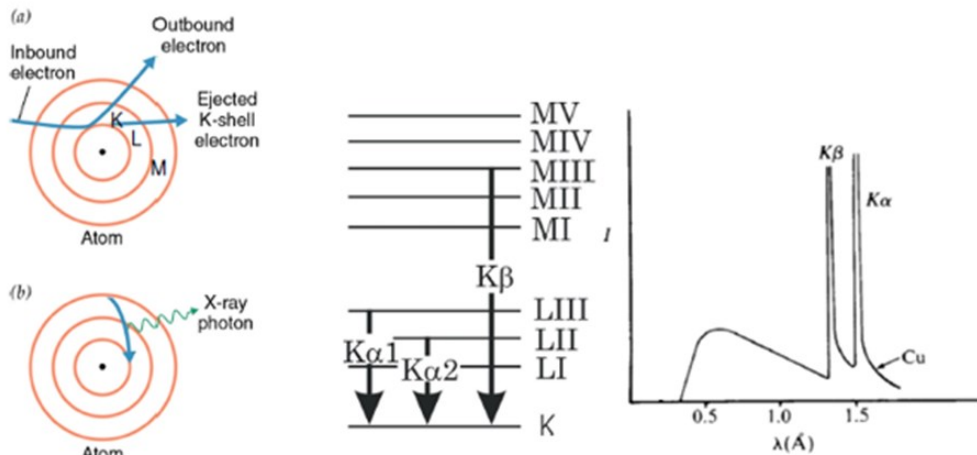 (a)
Outbound
electron
Inbound
electron
Ejected
K-shell
electron
K
L
M
Atom
(b)
X-ray
photon
Atom
MV
MIV
MIII
MII
MI
Kβ
LIII
LII
LI
Kα1
Kα2
K
I
Kβ
Kα
Cu
0.5
1.0
1.5
λ(Å)